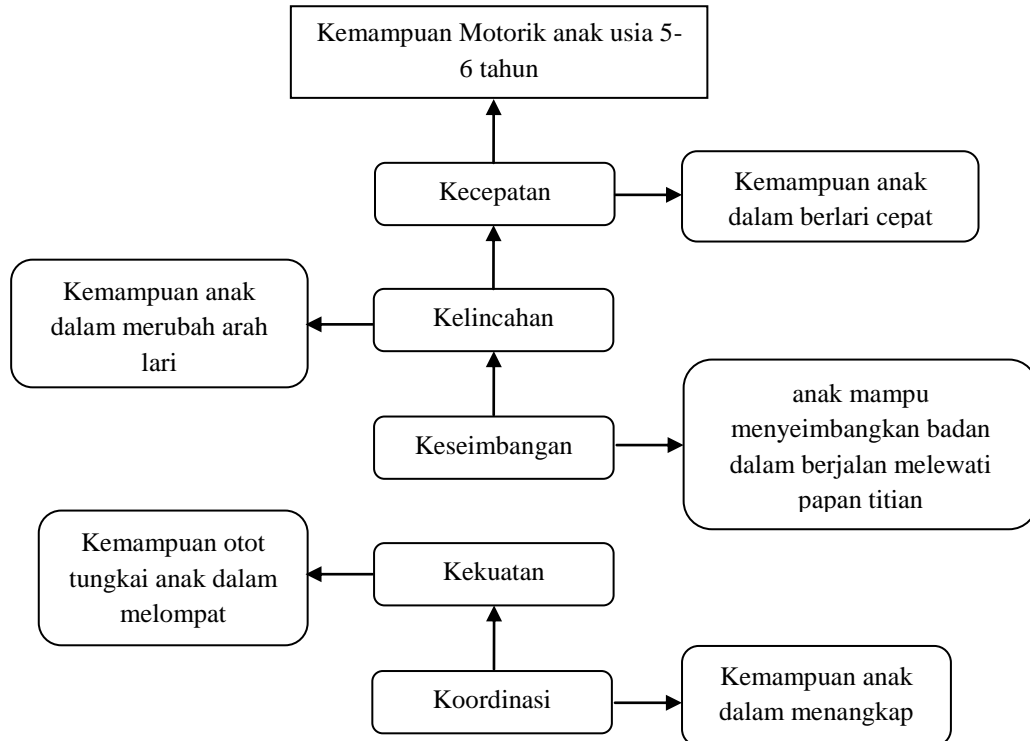 Kemampuan Motorik anak usia 5-
6 tahun
Kecepatan
Kemampuan anak
dalam berlari cepat
Kemampuan anak
dalam merubah arah
lari
Kelincahan
Keseimbangan
anak mampu
menyeimbangkan badan
dalam berjalan melewati
papan titian
Kemampuan otot
tungkai anak dalam
melompat
Kekuatan
Koordinasi
Kemampuan anak
dalam menangkap